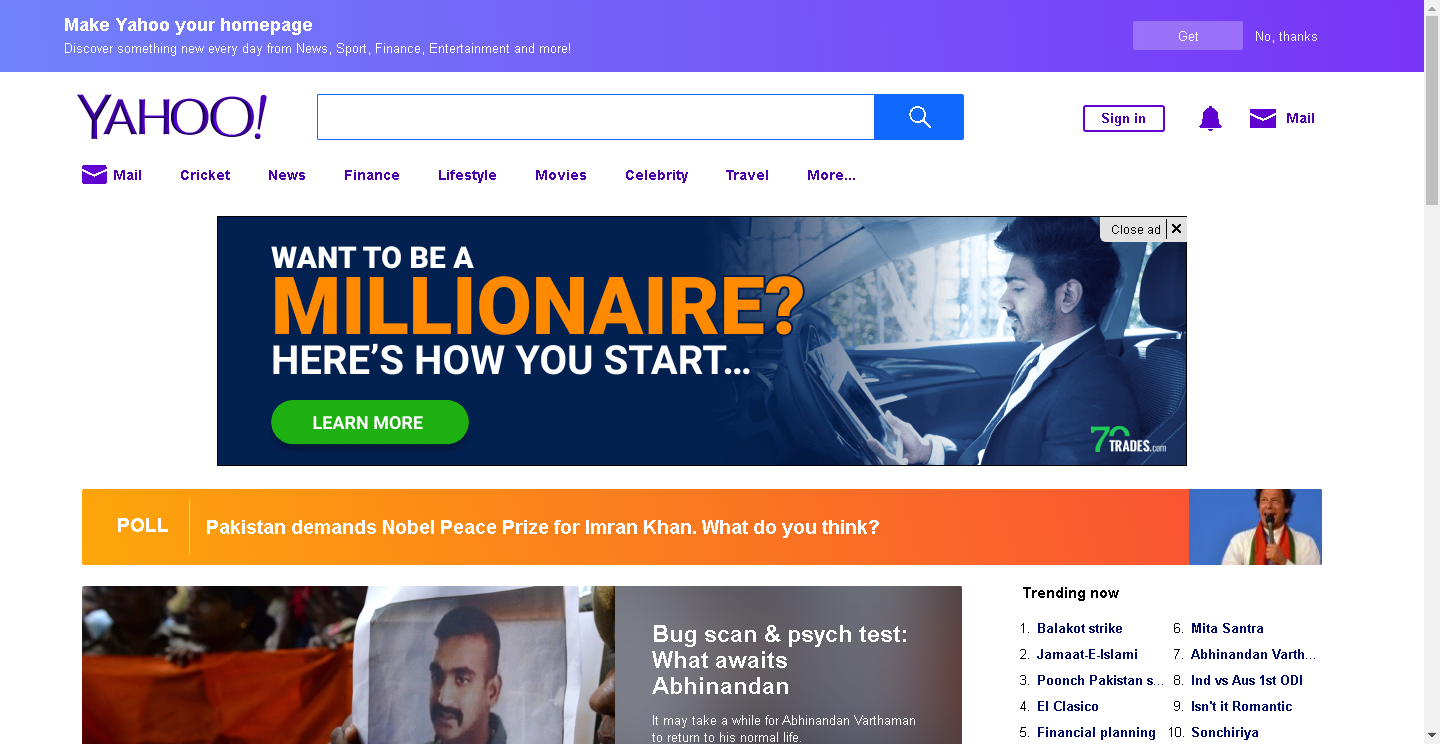 Make Yahoo your homepage
Discover something new every day from News, Sport, Finance, Entertainment and more!
Get
No, thanks
YAHOO!
Sign in
Mail
Mail
Cricket
News
Finance
Lifestyle
Movies
Celebrity
Travel
More...
Close ad
WANT TO BE A
MILLIONAIRE?
HERE'S HOW YOU START...
LEARN MORE
70
TRADES.com
POLL
Pakistan demands Nobel Peace Prize for Imran Khan. What do you think?
Bug scan & psych test:
What awaits
Abhinandan
It may take a while for Abhinandan Varthaman
to return to his normal life.
Trending now
1. Balakot strike
2. Jamaat-E-Islami
3. Poonch Pakistan s...
4. El Clasico
5. Financial planning
6. Mita Santra
7. Abhinandan Varth...
8. Ind vs Aus 1st ODI
9. Isn't it Romantic
10. Sonchiriya